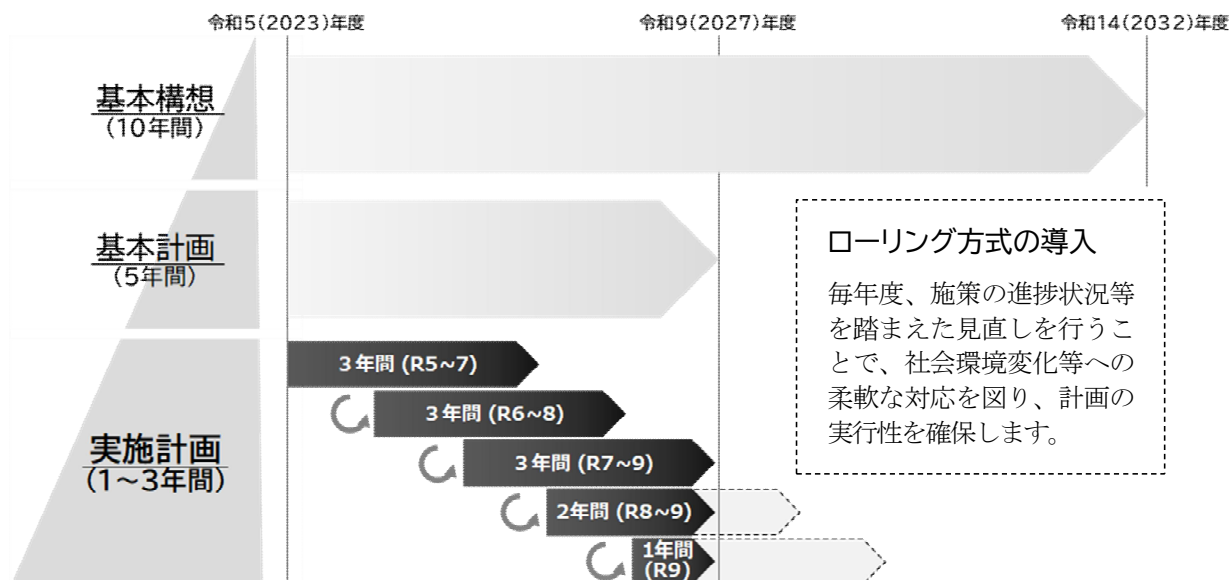 令和5(2023)年度
令和9(2027)年度
令和14(2032)年度
基本構想
(10年間)
基本計画
(5年間)
ローリング方式の導入
毎年度、施策の進捗状況等
を踏まえた見直しを行うこ
とで、社会環境変化等への
柔軟な対応を図り、計画の
実行性を確保します。
実施計画
(1~3年間)
3年間 (R5~7)
3年間 (R6~8)
3年間 (R7~9)
2年間 (R8~9)
1年間
(R9)